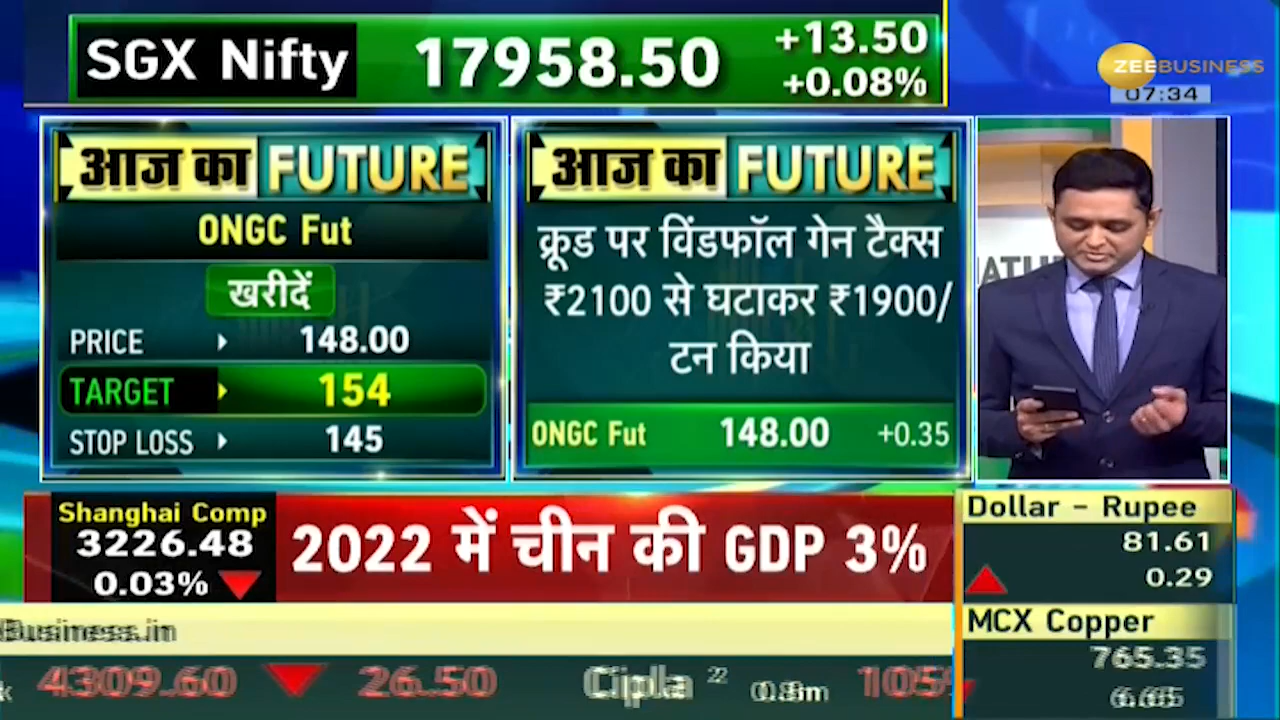 SGX Nifty 17958.50 +13.50
+0.08%
ZEEBUSINESS
07:34
आज का FUTURE
ONGC Fut
खरीदें
PRICE 148.00
TARGET 154
STOP LOSS 145
आज का FUTURE
क्रूड पर विंडफॉल गेन टैक्स
₹2100 से घटाकर ₹1900/
टन किया
ONGC Fut 148.00 +0.35
Shanghai Comp
3226.48
0.03%
2022 में चीन की GDP 3%
Dollar - Rupee
81.61
0.29
MCX Copper
765.35
Business.in
4309.60 26.50 Cipla